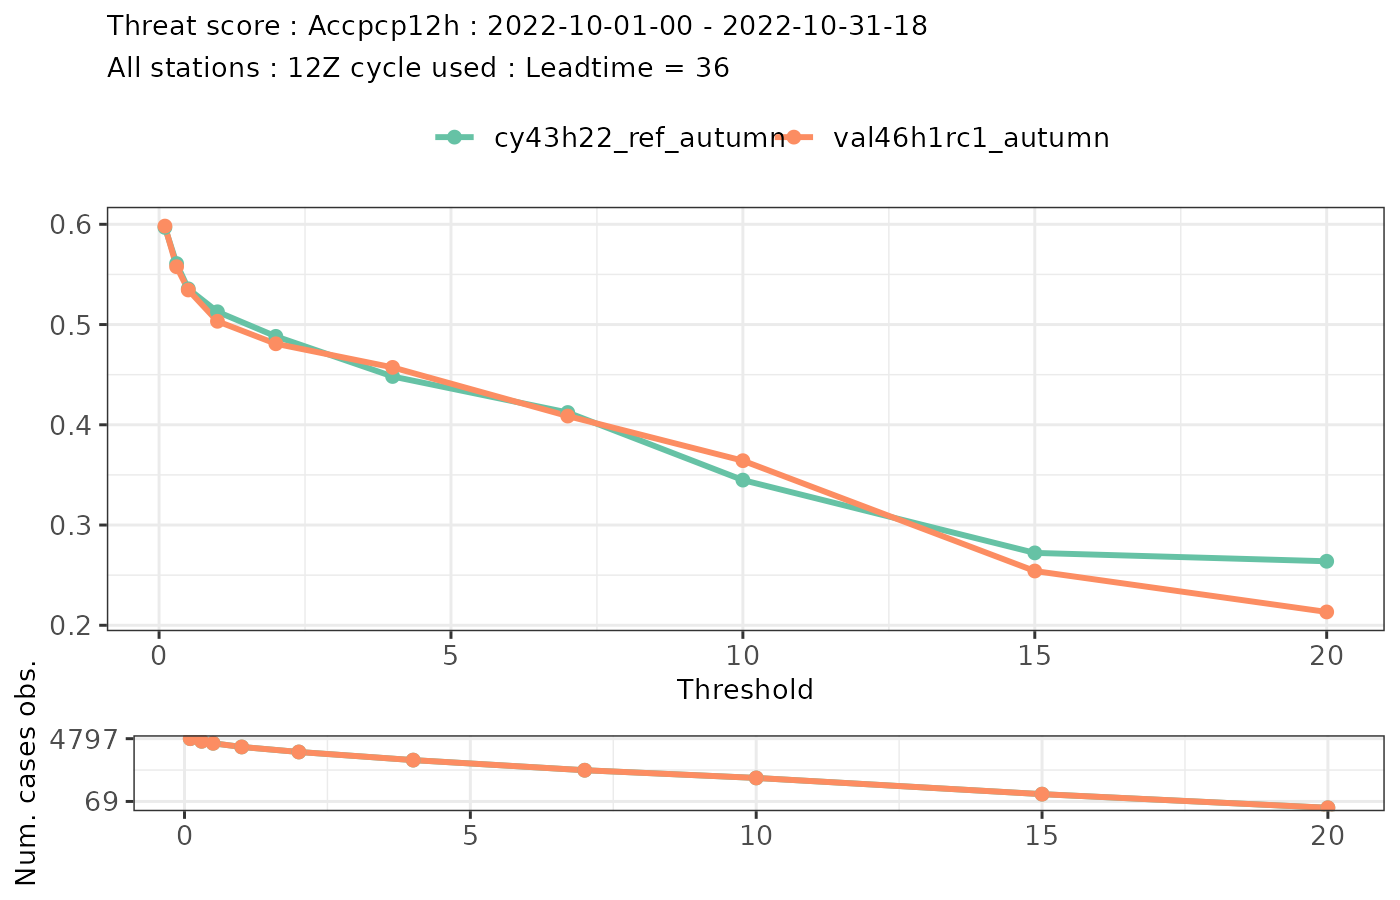 Threat score : Accpcp12h : 2022-10-01-00 - 2022-10-31-18
All stations : 12Z cycle used : Leadtime = 36
cy43h22_ref_autumn val46h1rc1_autumn
0.6
0.5
0.4
0.3
0.2
0 5 10 15 20
Threshold
Num. cases obs.
4797
69
0 5 10 15 20